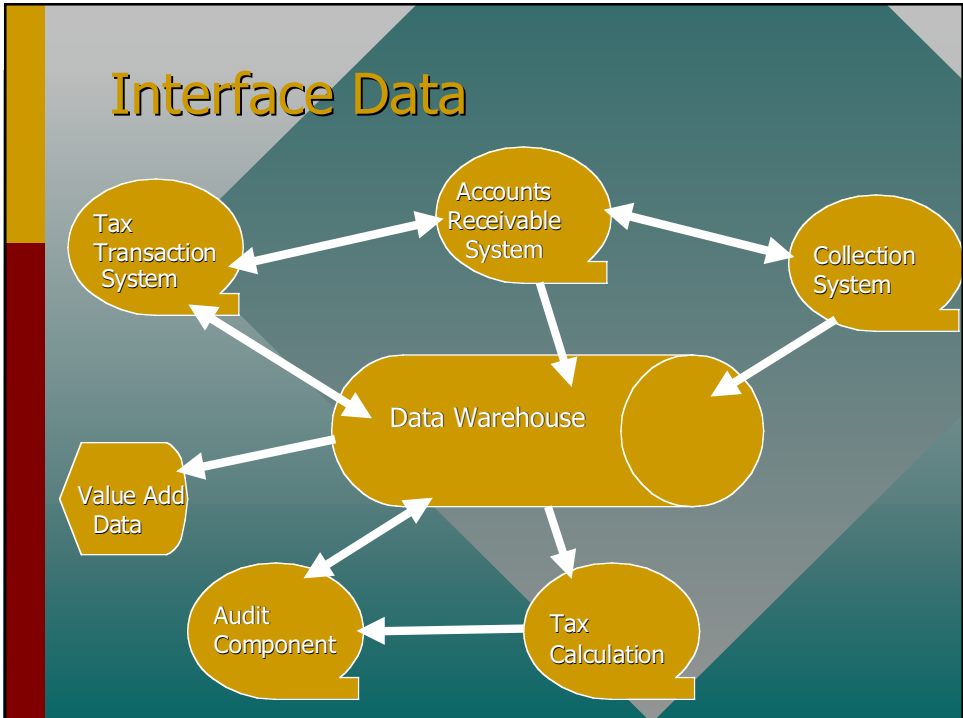 Interface Data
Accounts
Receivable
System
Tax
Transaction
System
Collection
System
Data Warehouse
Value Add
Data
Audit
Component
Tax
Calculation